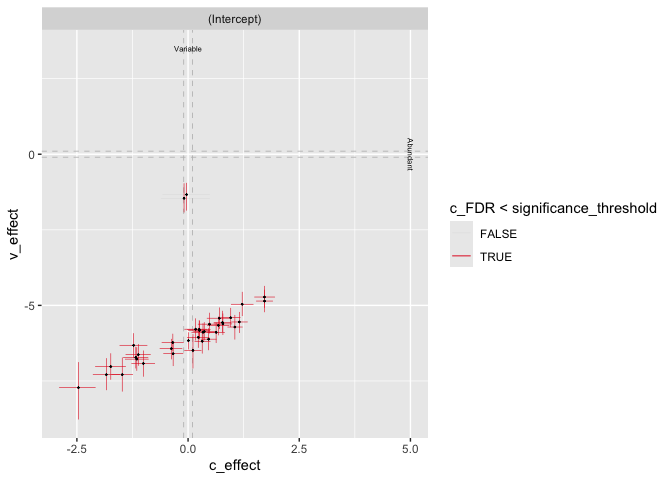 (Intercept)
Variable
Abundant
0
-5
v_effect
-2.5
0.0
2.5
5.0
c_effect
c_FDR < significance_threshold
FALSE
TRUE